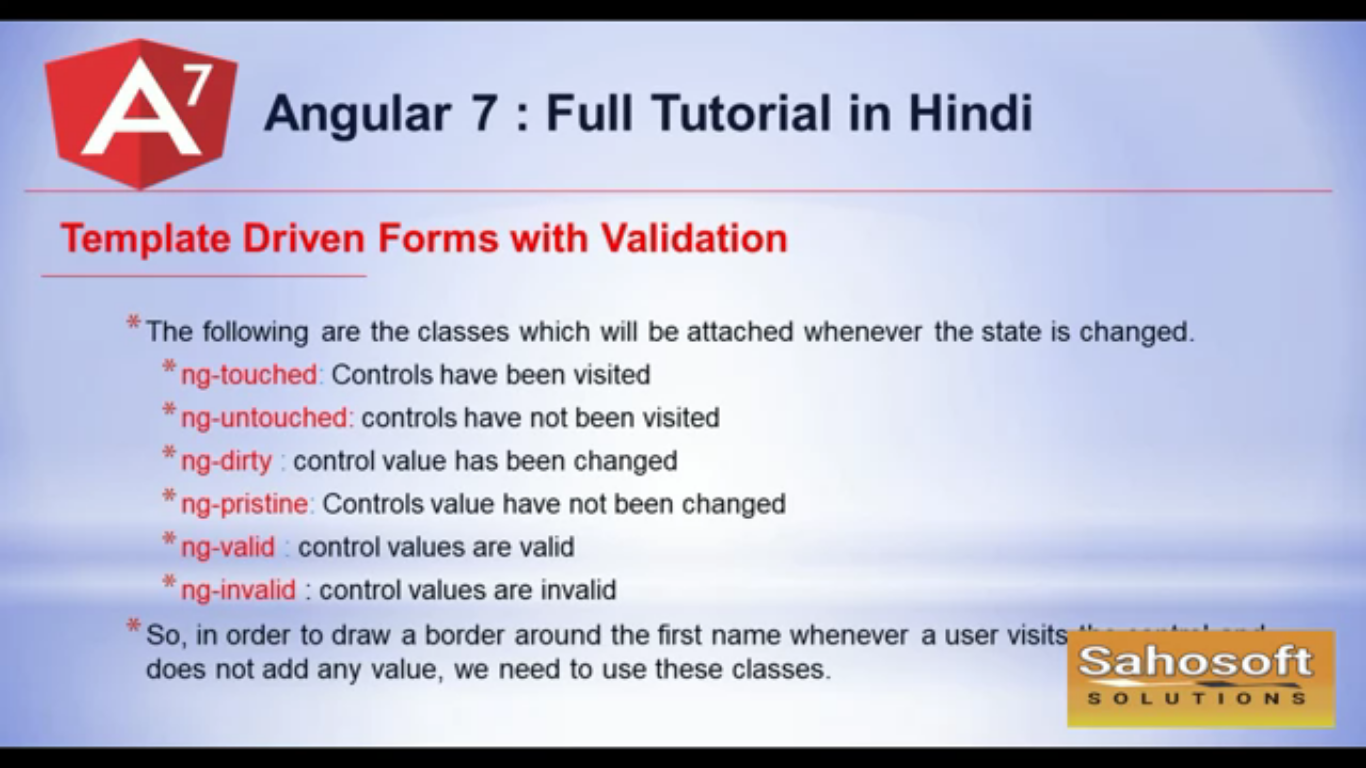 A7
Angular 7 : Full Tutorial in Hindi
Template Driven Forms with Validation
* The following are the classes which will be attached whenever the state is changed.
* ng-touched: Controls have been visited
* ng-untouched: controls have not been visited
* ng-dirty : control value has been changed
* ng-pristine: Controls value have not been changed
* ng-valid : control values are valid
* ng-invalid : control values are invalid
* So, in order to draw a border around the first name whenever a user visits
does not add any value, we need to use these classes.
Sahosoft
SOLUTIONS